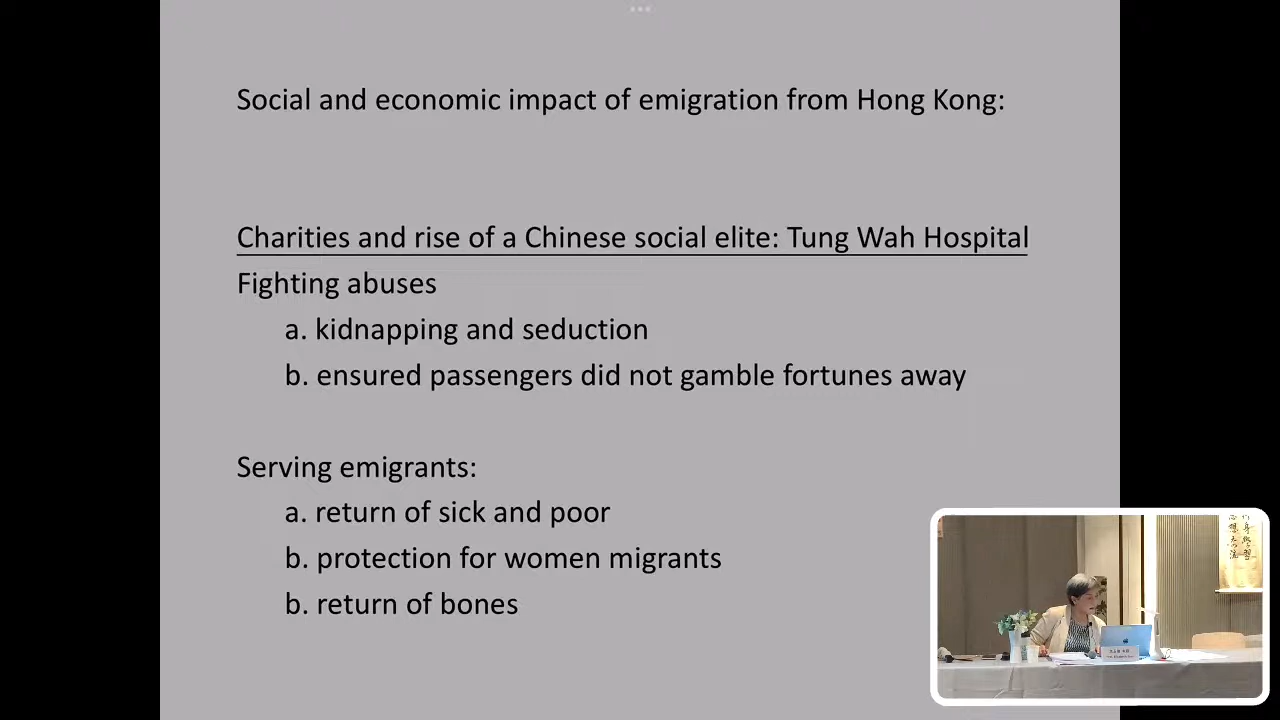 Social and economic impact of emigration from Hong Kong:
Charities and rise of a Chinese social elite: Tung Wah Hospital
Fighting abuses
a. kidnapping and seduction
b. ensured passengers did not gamble fortunes away
Serving emigrants:
a. return of sick and poor
b. protection for women migrants
b. return of bones